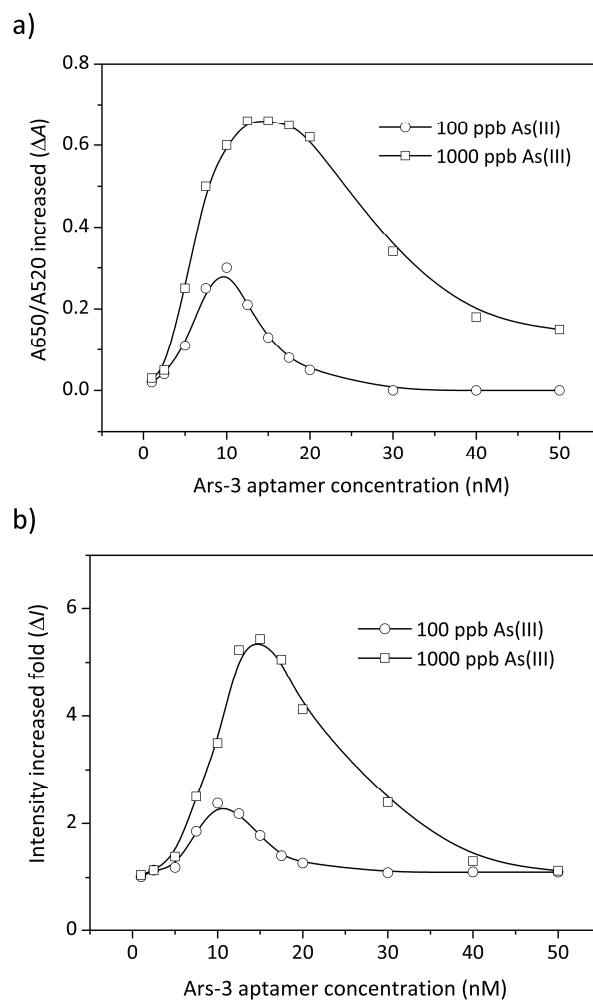 a)
0.8
0.6
0.4
0.2
0.0
A650/A520 increased (ΔA)
100 ppb As(III)
1000 ppb As(III)
0 10 20 30 40 50
Ars-3 aptamer concentration (nM)
b)
6
4
2
0
Intensity increased fold (ΔI)
100 ppb As(III)
1000 ppb As(III)
0 10 20 30 40 50
Ars-3 aptamer concentration (nM)